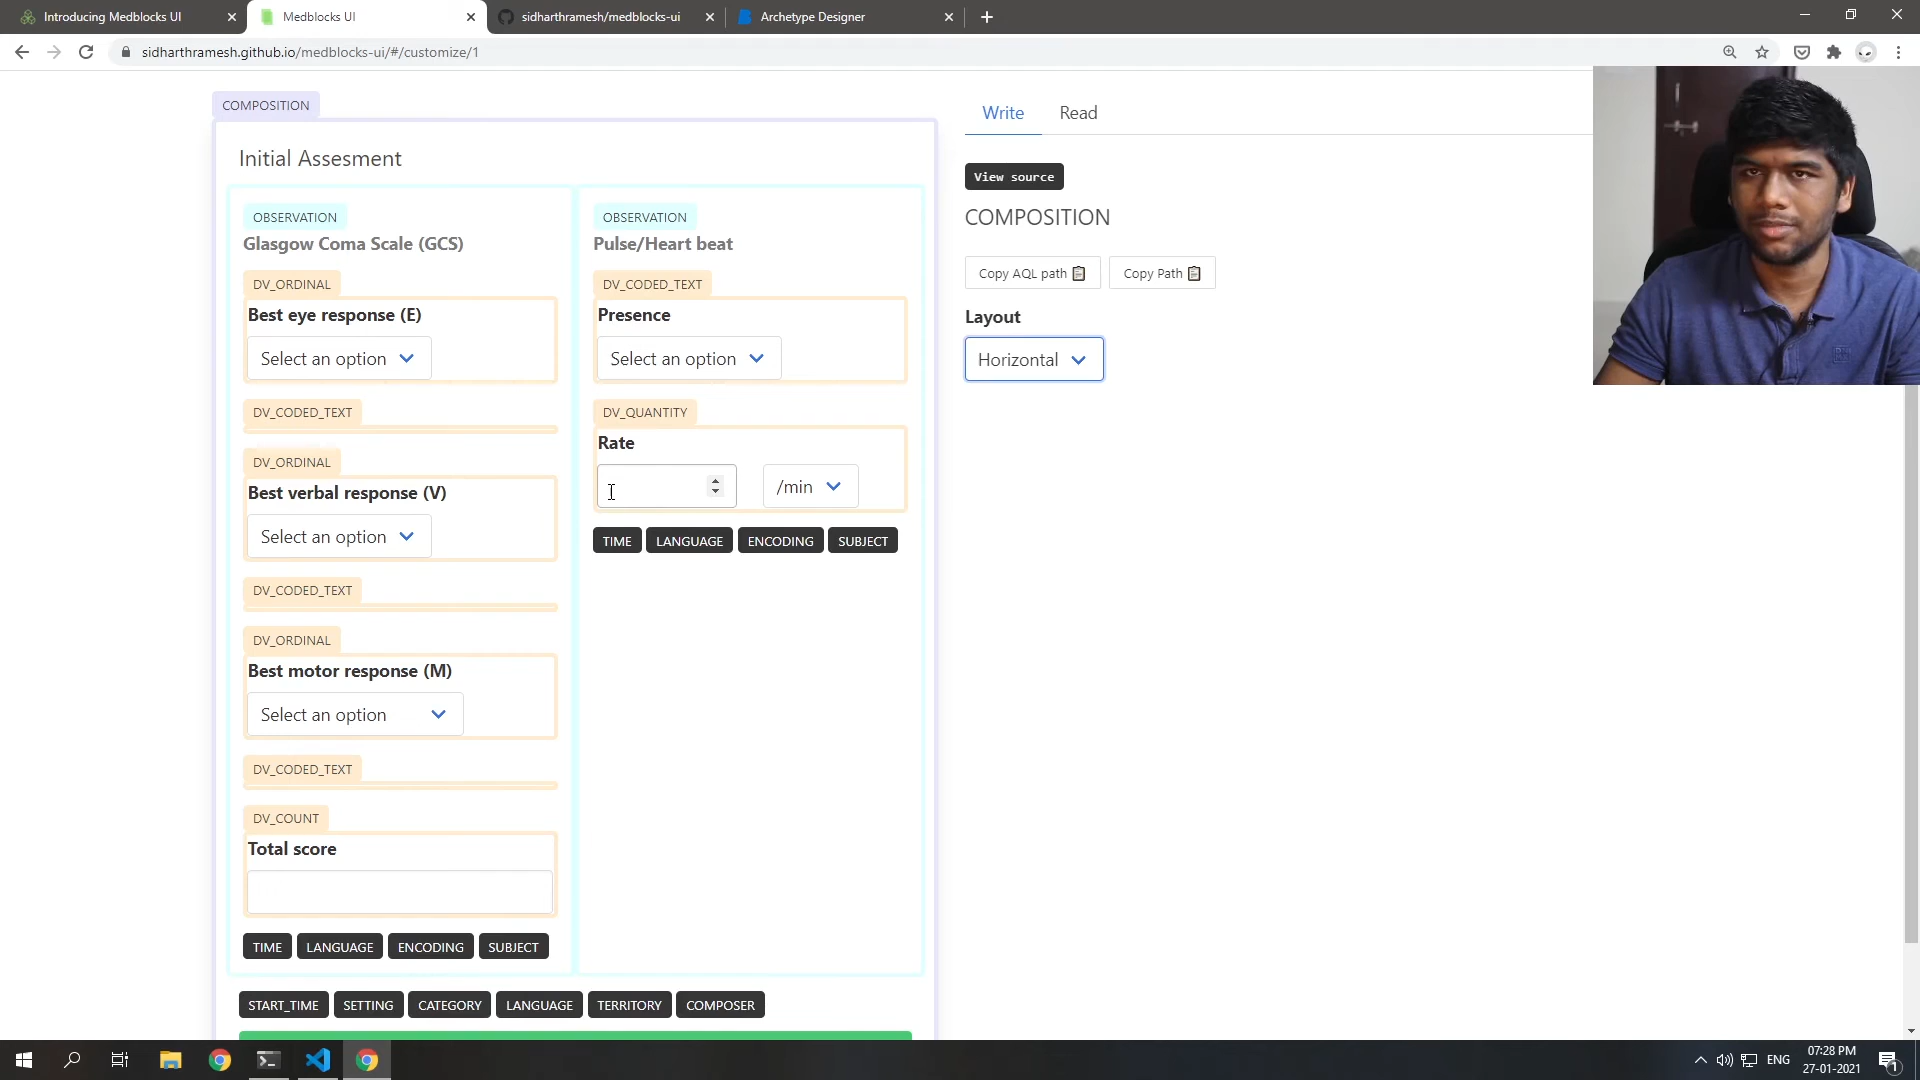 Introducing Medblocks UI
Medblocks UI
sidharthramesh/medblocks-ui
Archetype Designer
sidharthramesh.github.io/medblocks-ui/#/customize/1
COMPOSITION
Initial Assesment
OBSERVATION
Glasgow Coma Scale (GCS)
DV_ORDINAL
Best eye response (E)
Select an option
DV_CODED_TEXT
DV_ORDINAL
Best verbal response (V)
Select an option
DV_CODED_TEXT
DV_ORDINAL
Best motor response (M)
Select an option
DV_CODED_TEXT
DV_COUNT
Total score
TIME LANGUAGE ENCODING SUBJECT
OBSERVATION
Pulse/Heart beat
DV_CODED_TEXT
Presence
Select an option
DV_QUANTITY
Rate
/min
TIME LANGUAGE ENCODING SUBJECT
START_TIME SETTING CATEGORY LANGUAGE TERRITORY COMPOSER
Write Read
View source
COMPOSITION
Copy AQL path Copy Path
Layout
Horizontal
ENG
07:28 PM
27-01-2021
1